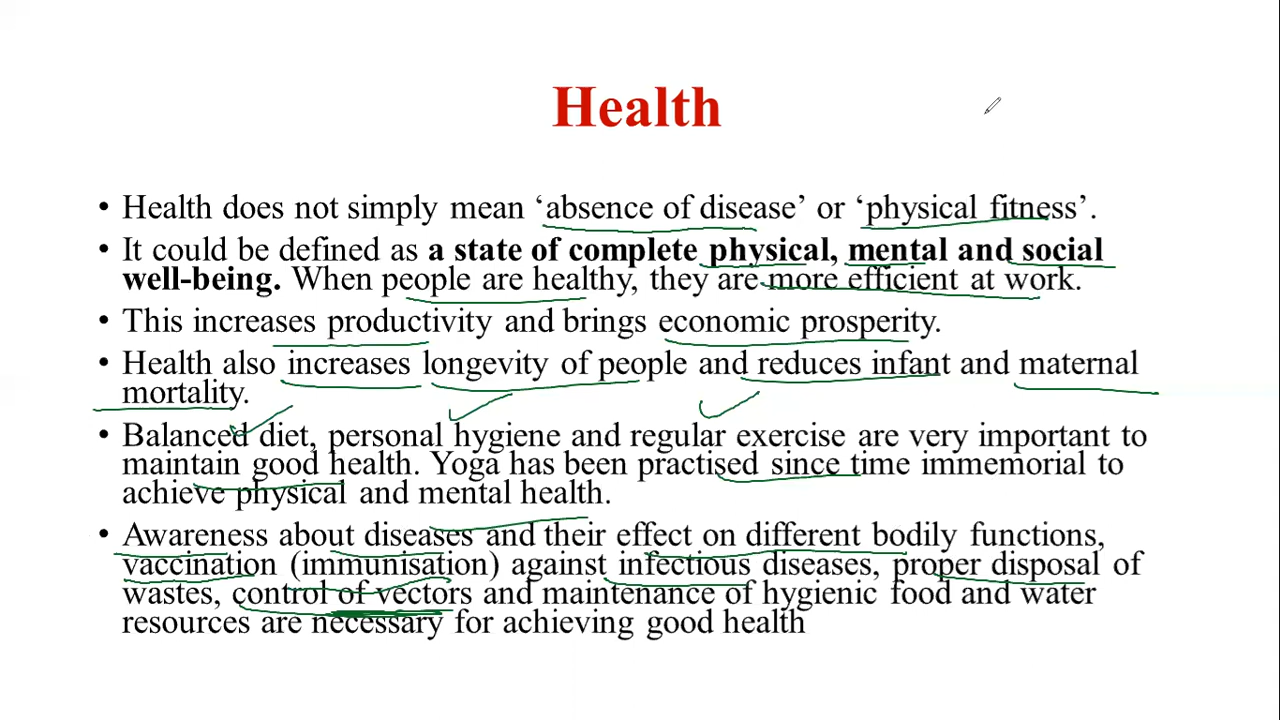 Health
• Health does not simply mean ‘absence of disease’ or ‘physical fitness’.
• It could be defined as a state of complete physical, mental and social
well-being. When people are healthy, they are more efficient at work.
• This increases productivity and brings economic prosperity.
• Health also increases longevity of people and reduces infant and maternal
mortality.
• Balanced diet, personal hygiene and regular exercise are very important to
maintain good health. Yoga has been practised since time immemorial to
achieve physical and mental health.
• Awareness about diseases and their effect on different bodily functions,
vaccination (immunisation) against infectious diseases, proper disposal of
wastes, control of vectors and maintenance of hygienic food and water
resources are necessary for achieving good health